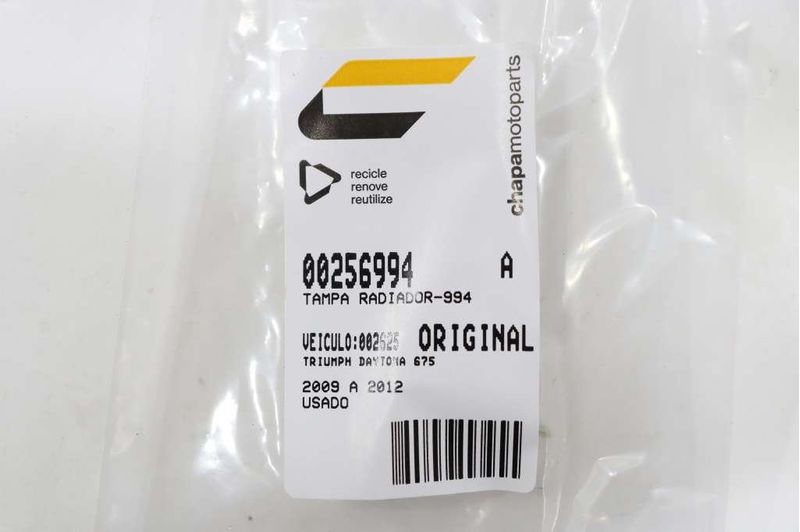 chapamotoparts
recicle
renove
reutilize
00256994 A
TAMPA RADIADOR-994
VEICULO:002625 ORIGINAL
TRIUMPH DAYTONA 675
2009 A 2012
USADO